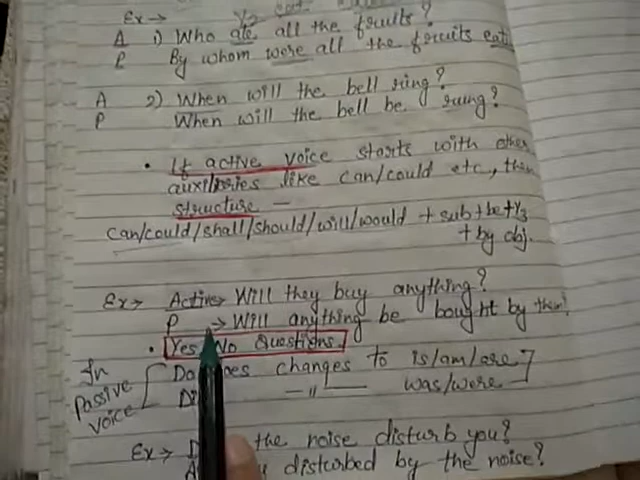 Ex →
A 1) Who ate all the fruits?
P By whom were all the fruits eat
A 2) When will the bell ring?
P When will the bell be rung?
• If active voice starts with other
auxiliaries like can/could etc, then
structure —
can/could/shall/should/will/would + sub + be + V3
+ by obj.
Ex → Active → Will they buy anything?
P → Will anything be bought by them?
• Yes No Questions
In passive voice
Do changes to is/am/are
— " — was/were
Ex → the noise disturb you?
disturbed by the noise?